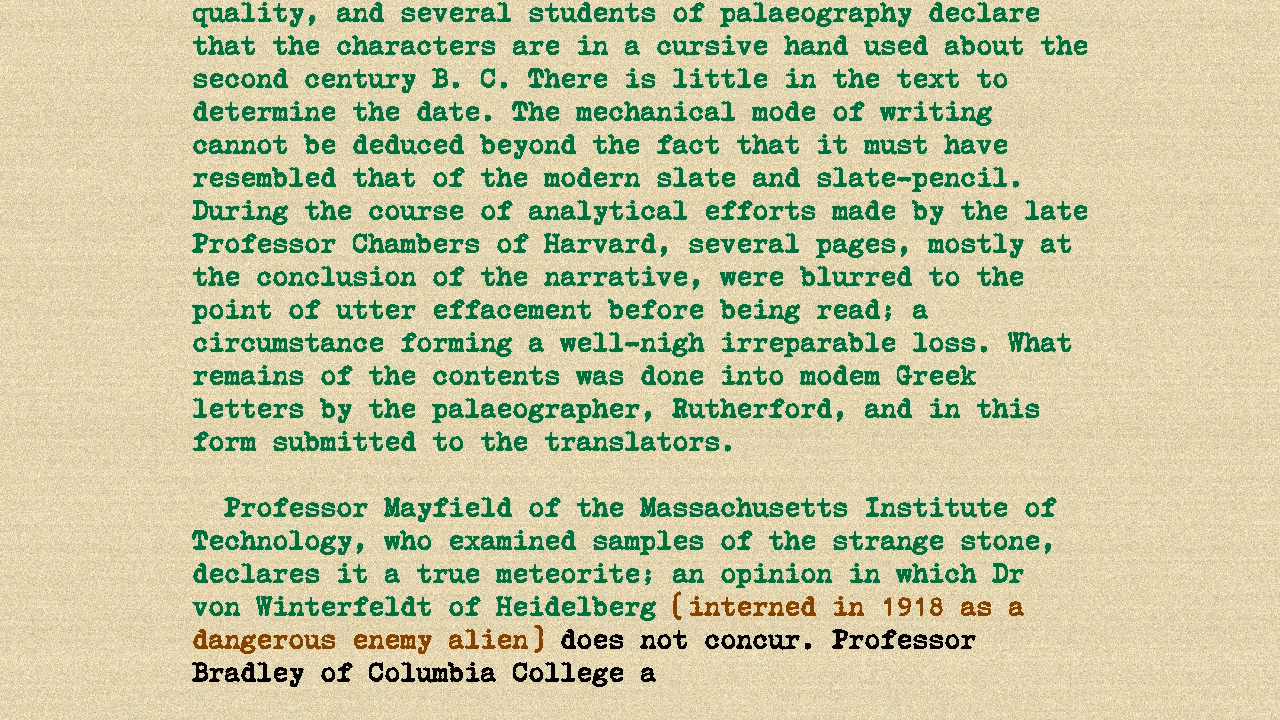 quality, and several students of palaeography declare
that the characters are in a cursive hand used about the
second century B. C. There is little in the text to
determine the date. The mechanical mode of writing
cannot be deduced beyond the fact that it must have
resembled that of the modern slate and slate-pencil.
During the course of analytical efforts made by the late
Professor Chambers of Harvard, several pages, mostly at
the conclusion of the narrative, were blurred to the
point of utter effacement before being read; a
circumstance forming a well-nigh irreparable loss. What
remains of the contents was done into modem Greek
letters by the palaeographer, Rutherford, and in this
form submitted to the translators.
Professor Mayfield of the Massachusetts Institute of
Technology, who examined samples of the strange stone,
declares it a true meteorite; an opinion in which Dr
von Winterfeldt of Heidelberg (interned in 1918 as a
dangerous enemy alien) does not concur. Professor
Bradley of Columbia College a